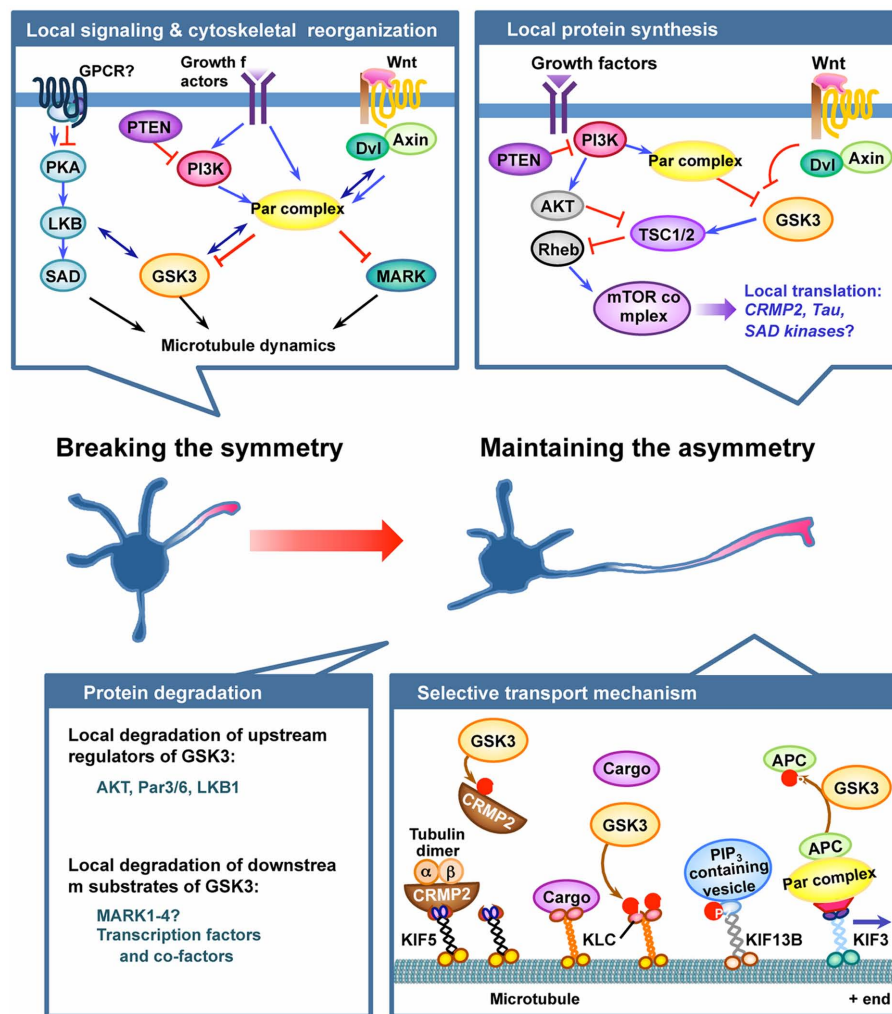 Local signaling & cytoskeletal reorganization
GPCR?
Growth f
actors
Wnt
PTEN
PI3K
Dvl
Axin
PKA
Par complex
LKB
SAD
GSK3
MARK
Microtubule dynamics
Local protein synthesis
Growth factors
Wnt
PTEN
PI3K
Par complex
Dvl
Axin
AKT
TSC1/2
GSK3
Rheb
mTOR co
mplex
Local translation:
CRMP2, Tau,
SAD kinases?
Breaking the symmetry
Maintaining the asymmetry
Protein degradation
Local degradation of upstream
regulators of GSK3:
AKT, Par3/6, LKB1
Local degradation of downstrea
m substrates of GSK3:
MARK1-4?
Transcription factors
and co-factors
Selective transport mechanism
GSK3
CRMP2
Tubulin
dimer
α β
CRMP2
KIF5
Cargo
GSK3
Cargo
KLC
PIP3
containing
vesicle
P
KIF13B
APC
P
GSK3
APC
Par complex
KIF3
Microtubule
+ end